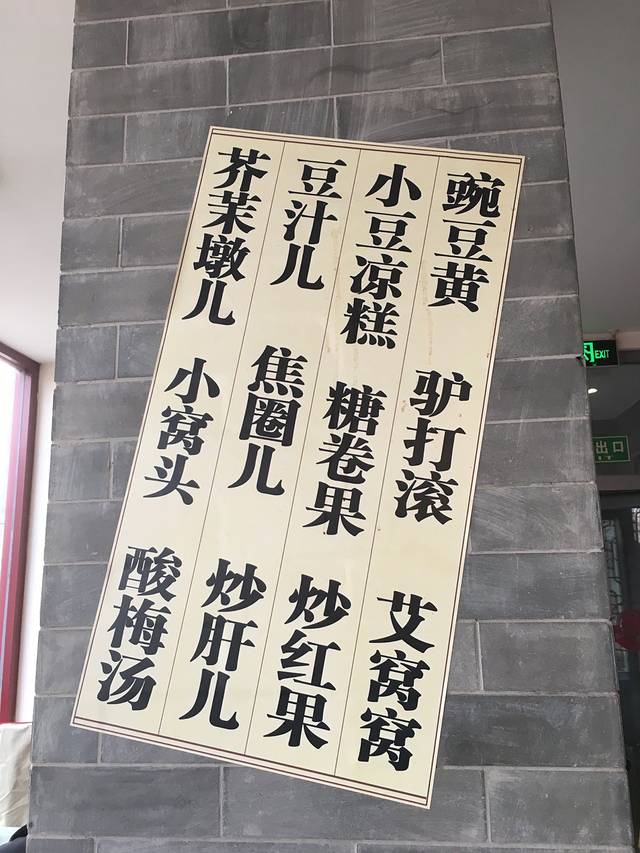 豌豆黄
驴打滚
艾窝窝
小豆凉糕
糖卷果
炒红果
豆汁儿
焦圈儿
炒肝儿
芥茉墩儿
小窝头
酸梅汤
EXIT
出口